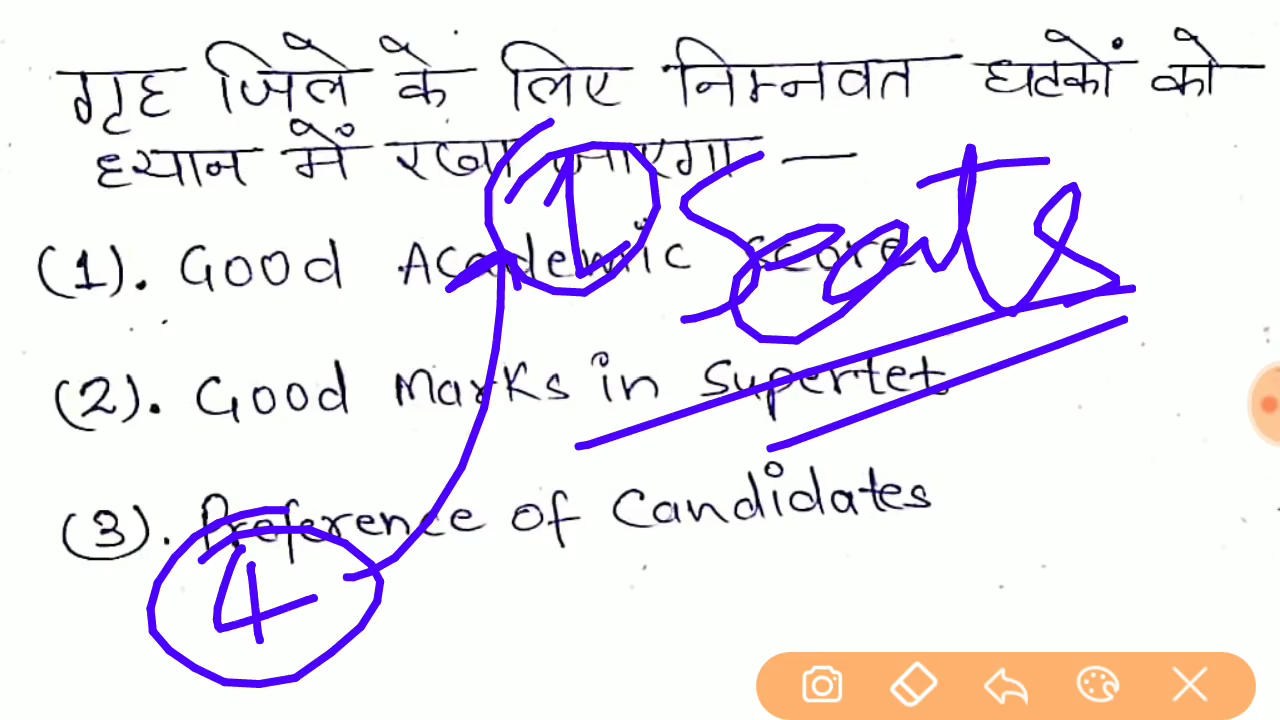 गृह जिले के लिए निम्नवत घटकों को
ध्यान में रखा जाएगा —
(1). Good Academic score
(2). Good Marks in Supertet
(3). Preference of Candidates
1 Seats
4